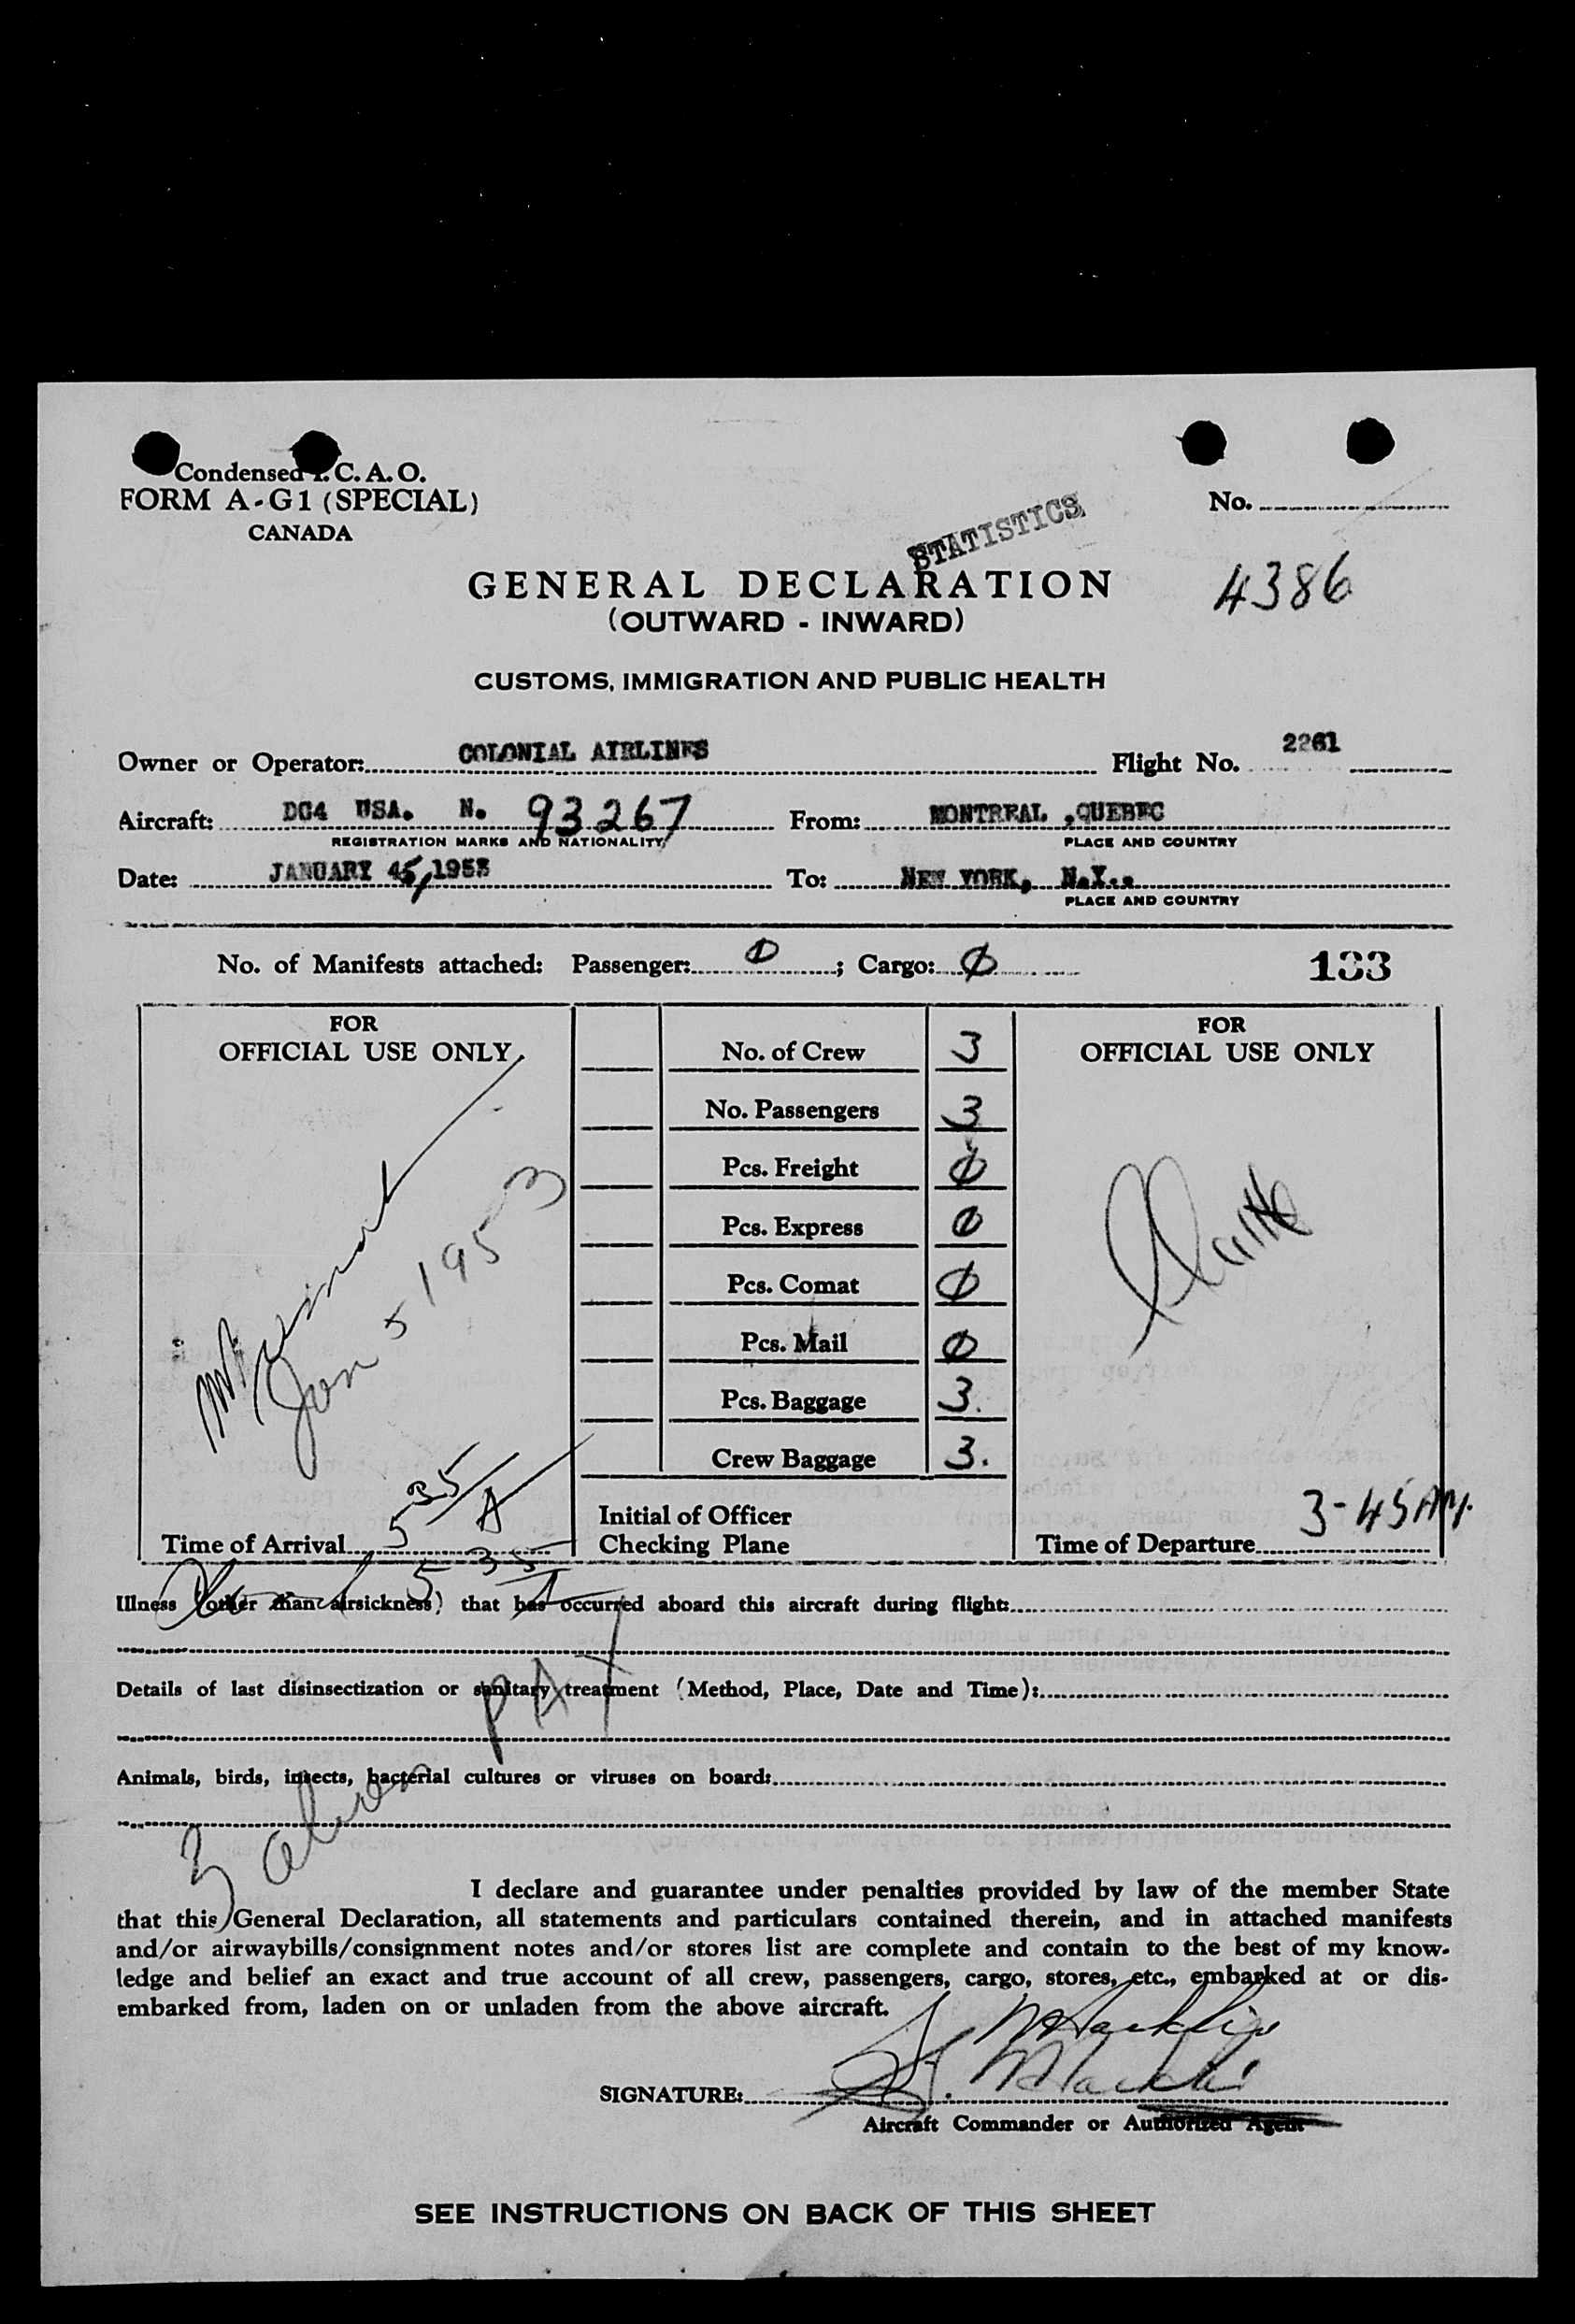 Condensed I.C.A.O.
FORM A-G1 (SPECIAL)
CANADA
No.
STATISTICS
4386
GENERAL DECLARATION
(OUTWARD - INWARD)
CUSTOMS, IMMIGRATION AND PUBLIC HEALTH
Owner or Operator: COLONIAL AIRLINES Flight No. 2261
Aircraft: DC4 USA. N. 93267 From: MONTREAL ,QUEBEC
REGISTRATION MARKS AND NATIONALITY PLACE AND COUNTRY
Date: JANUARY 5, 1953 To: NEW YORK, N.Y..
PLACE AND COUNTRY
No. of Manifests attached: Passenger: 0; Cargo: 0 133
FOR OFFICIAL USE ONLY
No. of Crew 3
No. Passengers 3
Pcs. Freight 0
Pcs. Express 0
Pcs. Comat 0
Pcs. Mail 0
Pcs. Baggage 3.
Crew Baggage 3.
FOR OFFICIAL USE ONLY
Jan 5 1953
Time of Arrival 5 35/A
Initial of Officer
Checking Plane
Time of Departure 3-45 AM.
5 35/A
Illness (other than airsickness) that has occurred aboard this aircraft during flight:
Details of last disinsectization or sanitary treatment (Method, Place, Date and Time):
PAX
Animals, birds, insects, bacterial cultures or viruses on board:
3 alien
I declare and guarantee under penalties provided by law of the member State
that this General Declaration, all statements and particulars contained therein, and in attached manifests
and/or airwaybills/consignment notes and/or stores list are complete and contain to the best of my know-
ledge and belief an exact and true account of all crew, passengers, cargo, stores, etc., embarked at or dis-
embarked from, laden on or unladen from the above aircraft.
SIGNATURE:
Aircraft Commander or Authorized Agent
SEE INSTRUCTIONS ON BACK OF THIS SHEET